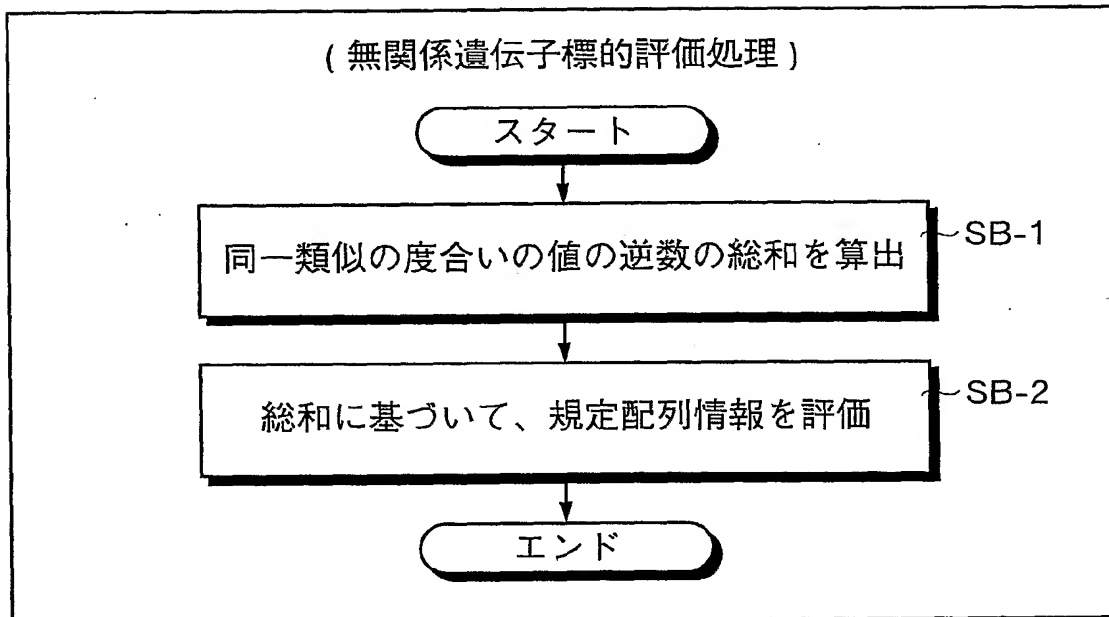 (無関係遺伝子標的評価処理)
スタート
同一類似の度合いの値の逆数の総和を算出
SB-1
総和に基づいて、規定配列情報を評価
SB-2
エンド